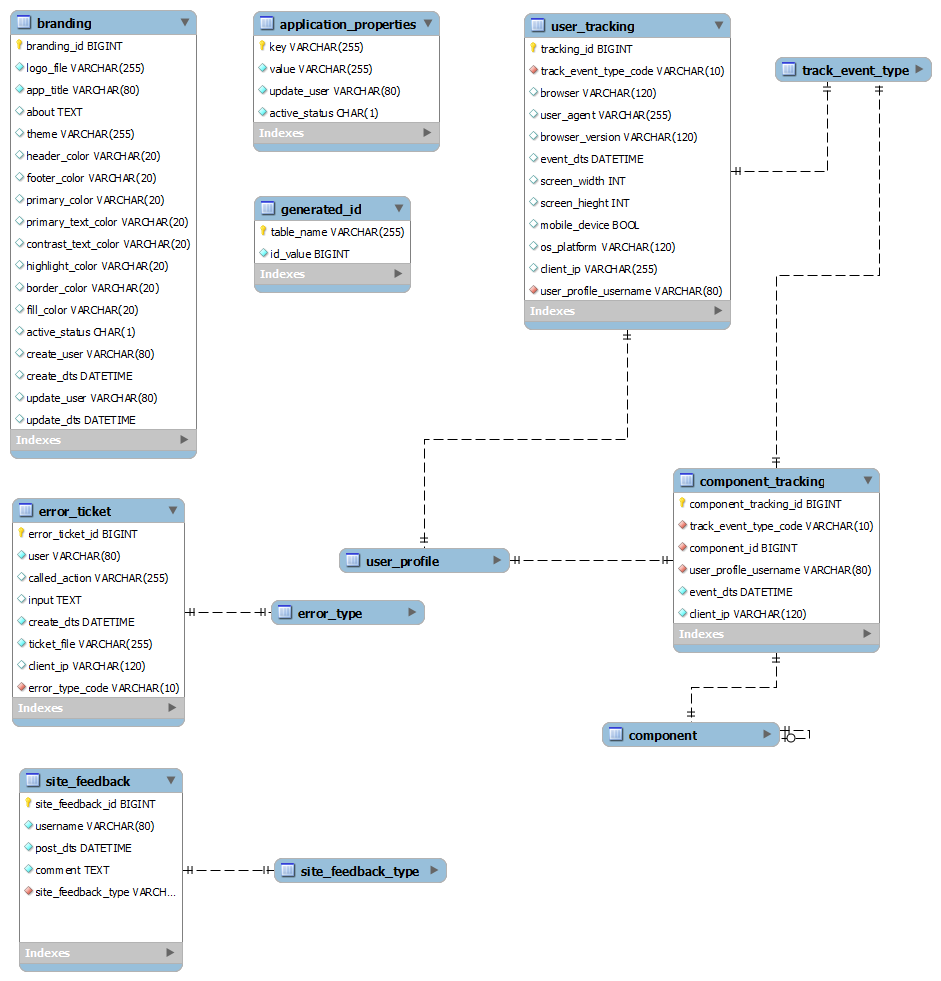 branding
branding_id BIGINT
logo_file VARCHAR(255)
app_title VARCHAR(80)
about TEXT
theme VARCHAR(255)
header_color VARCHAR(20)
footer_color VARCHAR(20)
primary_color VARCHAR(20)
primary_text_color VARCHAR(20)
contrast_text_color VARCHAR(20)
highlight_color VARCHAR(20)
border_color VARCHAR(20)
fill_color VARCHAR(20)
active_status CHAR(1)
create_user VARCHAR(80)
create_dts DATETIME
update_user VARCHAR(80)
update_dts DATETIME
Indexes
application_properties
key VARCHAR(255)
value VARCHAR(255)
update_user VARCHAR(80)
active_status CHAR(1)
Indexes
generated_id
table_name VARCHAR(255)
id_value BIGINT
Indexes
user_tracking
tracking_id BIGINT
track_event_type_code VARCHAR(10)
browser VARCHAR(120)
user_agent VARCHAR(255)
browser_version VARCHAR(120)
event_dts DATETIME
screen_width INT
screen_hieght INT
mobile_device BOOL
os_platform VARCHAR(120)
client_ip VARCHAR(255)
user_profile_username VARCHAR(80)
Indexes
track_event_type
component_tracking
component_tracking_id BIGINT
track_event_type_code VARCHAR(10)
component_id BIGINT
user_profile_username VARCHAR(80)
event_dts DATETIME
client_ip VARCHAR(120)
Indexes
error_ticket
error_ticket_id BIGINT
user VARCHAR(80)
called_action VARCHAR(255)
input TEXT
create_dts DATETIME
ticket_file VARCHAR(255)
client_ip VARCHAR(120)
error_type_code VARCHAR(10)
Indexes
user_profile
error_type
component
site_feedback
site_feedback_id BIGINT
username VARCHAR(80)
post_dts DATETIME
comment TEXT
site_feedback_type VARCH...
Indexes
site_feedback_type